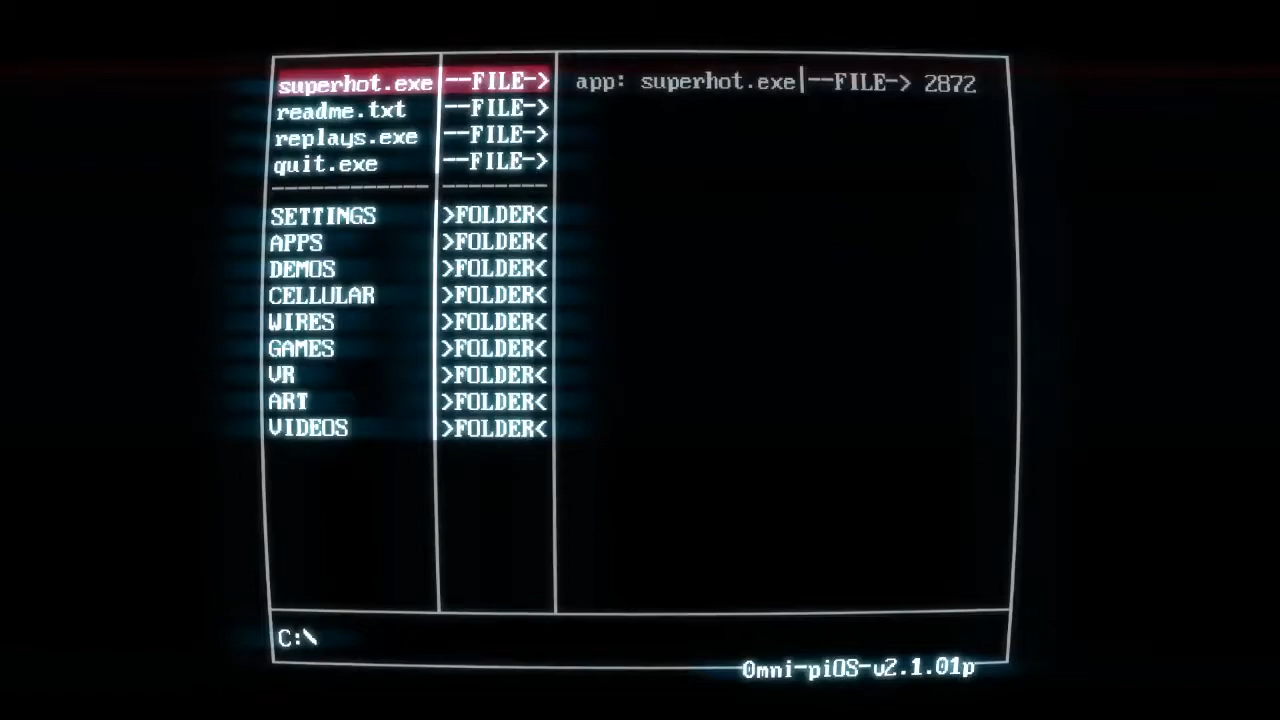 superhot.exe|--FILE-> app: superhot.exe|--FILE-> 2872
readme.txt |--FILE->
replays.exe |--FILE->
quit.exe |--FILE->
------------ --------
SETTINGS >FOLDER<
APPS >FOLDER<
DEMOS >FOLDER<
CELLULAR >FOLDER<
WIRES >FOLDER<
GAMES >FOLDER<
VR >FOLDER<
ART >FOLDER<
VIDEOS >FOLDER<
C:\
Omni-piOS-v2.1.01p